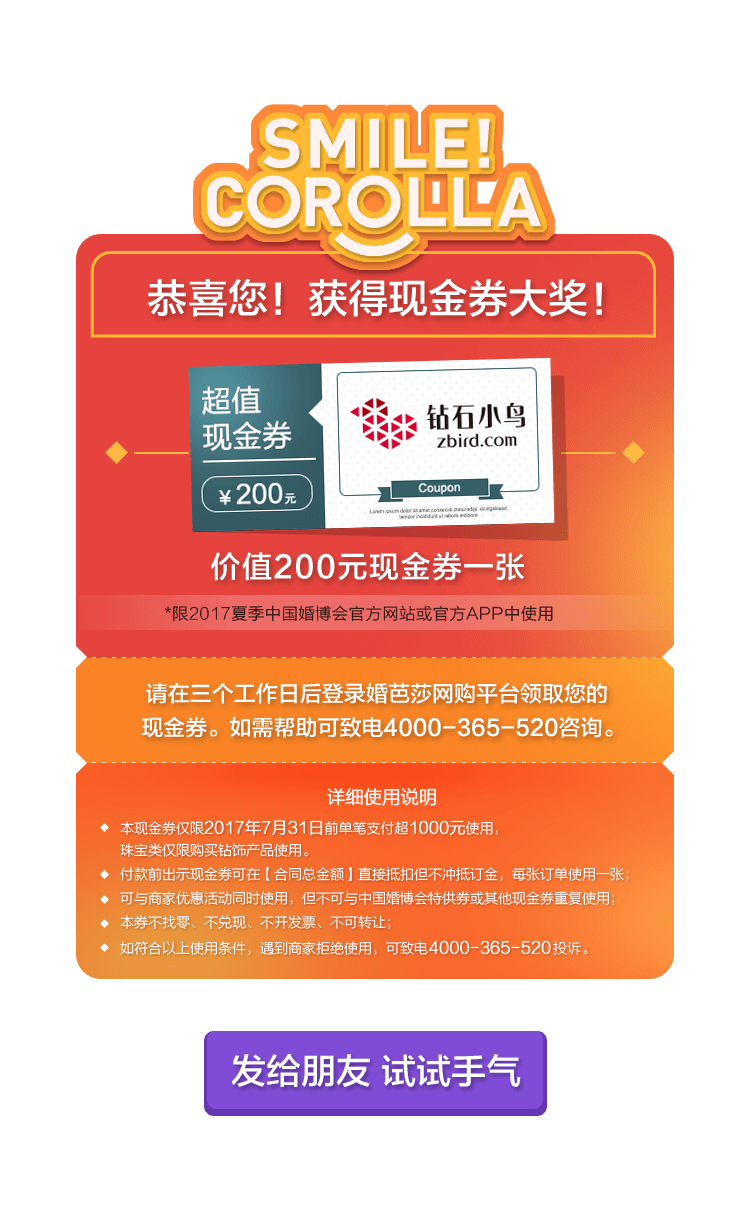 SMILE!
COROLLA
恭喜您！获得现金券大奖！
超值
现金券
￥200元
钻石小鸟
zbird.com
Coupon
Lorem ipsum dolor sit amet
tempor incididunt ut labore
价值200元现金券一张
*限2017夏季中国婚博会官方网站或官方APP中使用
请在三个工作日后登录婚芭莎网购平台领取您的
现金券。如需帮助可致电4000-365-520咨询。
详细使用说明
本现金券仅限2017年7月31日前单笔支付超1000元使用，
珠宝类仅限购买钻饰产品使用。
付款前出示现金券可在【合同总金额】直接抵扣但不冲抵订金，每张订单使用一张；
可与商家优惠活动同时使用，但不可与中国婚博会特供券或其他现金券重复使用；
本券不找零、不兑现、不开发票、不可转让；
如符合以上使用条件，遇到商家拒绝使用，可致电4000-365-520投诉。
发给朋友 试试手气